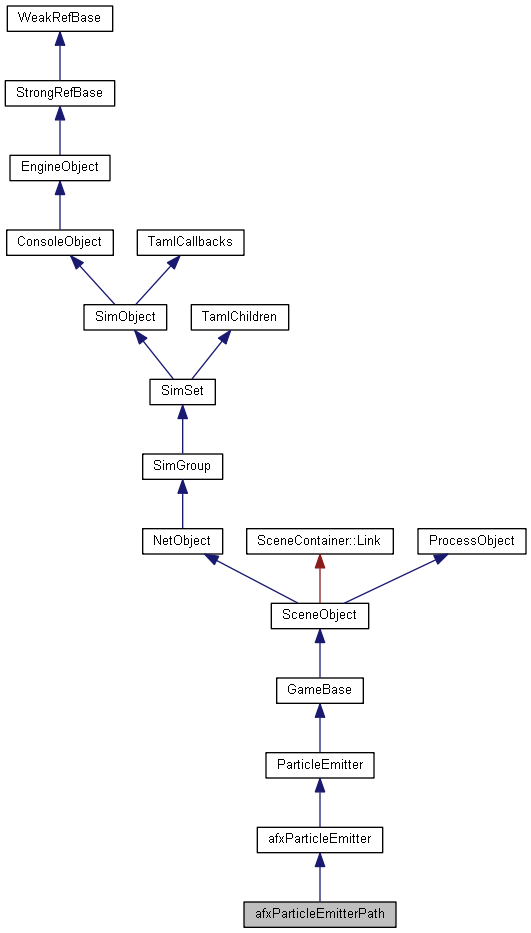 WeakRefBase
StrongRefBase
EngineObject
ConsoleObject
TamlCallbacks
SimObject
TamlChildren
SimSet
SimGroup
NetObject
SceneContainer::Link
ProcessObject
SceneObject
GameBase
ParticleEmitter
afxParticleEmitter
afxParticleEmitterPath